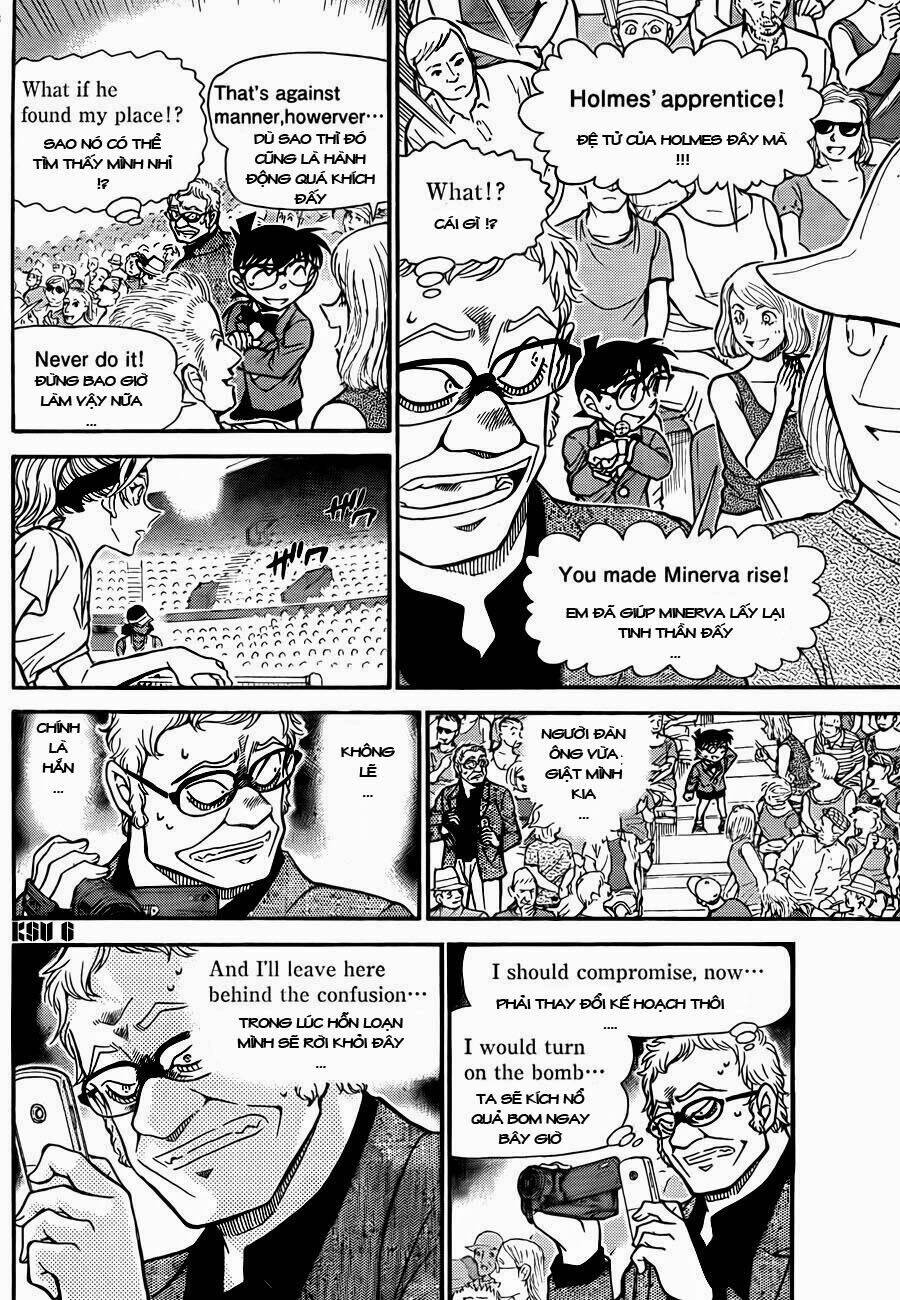 Holmes' apprentice!
ĐỆ TỬ CỦA HOLMES ĐÂY MÀ
!!!
What!?
CÁI GÌ !?
You made Minerva rise!
EM ĐÃ GIÚP MINERVA LẤY LẠI
TINH THẦN ĐẤY
...
That's against
manner,howerver...
DÙ SAO THÌ ĐÓ
CŨNG LÀ HÀNH
ĐỘNG QUÁ KHÍCH
ĐẤY
What if he
found my place!?
SAO NÓ CÓ THỂ
TÌM THẤY MÌNH NHỈ
!?
Never do it!
ĐỪNG BAO GIỜ
LÀM VẬY NỮA
...
NGƯỜI ĐÀN
ÔNG VỪA
GIẬT MÌNH
KIA
...
KHÔNG
LẼ
...
CHÍNH
LÀ
HẮN
...
KSU 6
I should compromise, now...
PHẢI THAY ĐỔI KẾ HOẠCH THÔI
....
I would turn
on the bomb...
TA SẼ KÍCH NỔ
QUẢ BOM NGAY
BÂY GIỜ
And I'll leave here
behind the confusion...
TRONG LÚC HỖN LOẠN
MÌNH SẼ RỜI KHỎI ĐÂY
...